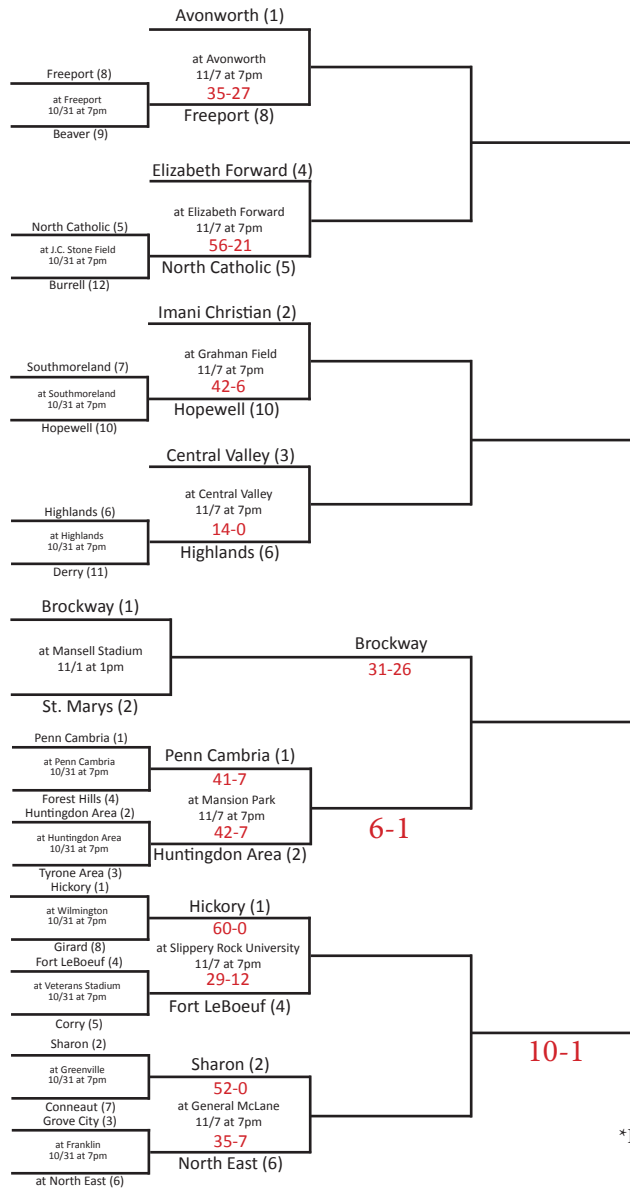 Avonworth (1)
at Avonworth
11/7 at 7pm
35-27
Freeport (8)
Freeport (8)
at Freeport
10/31 at 7pm
Beaver (9)
Elizabeth Forward (4)
at Elizabeth Forward
11/7 at 7pm
56-21
North Catholic (5)
North Catholic (5)
at J.C. Stone Field
10/31 at 7pm
Burrell (12)
Imani Christian (2)
at Grahman Field
11/7 at 7pm
42-6
Hopewell (10)
Southmoreland (7)
at Southmoreland
10/31 at 7pm
Hopewell (10)
Central Valley (3)
at Central Valley
11/7 at 7pm
14-0
Highlands (6)
Highlands (6)
at Highlands
10/31 at 7pm
Derry (11)
Brockway (1)
at Mansell Stadium
11/1 at 1pm
St. Marys (2)
Brockway
31-26
Penn Cambria (1)
at Penn Cambria
10/31 at 7pm
Forest Hills (4)
Huntingdon Area (2)
at Huntingdon Area
10/31 at 7pm
Tyrone Area (3)
Penn Cambria (1)
41-7
at Mansion Park
11/7 at 7pm
42-7
Huntingdon Area (2)
6-1
Hickory (1)
at Wilmington
10/31 at 7pm
Girard (8)
Fort LeBoeuf (4)
at Veterans Stadium
10/31 at 7pm
Corry (5)
Hickory (1)
60-0
at Slippery Rock University
11/7 at 7pm
29-12
Fort LeBoeuf (4)
10-1
Sharon (2)
at Greenville
10/31 at 7pm
Conneaut (7)
Grove City (3)
at Franklin
10/31 at 7pm
at North East (6)
Sharon (2)
52-0
at General McLane
11/7 at 7pm
35-7
North East (6)